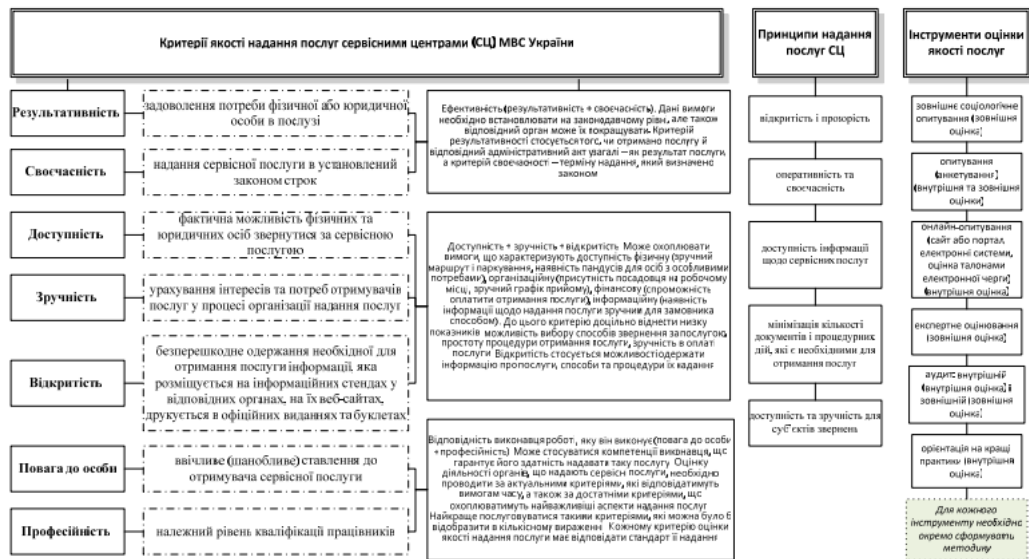 Критерії якості надання послуг сервісними центрами (СЦ) МВС України
Результативність
задоволення потреби фізичної або юридичної
особи в послузі
Своєчасність
надання сервісної послуги в установлений
законом строк
Ефективність (результативність + своєчасність). Дані вимоги
необхідно встановлювати на законодавчому рівн, але також
відповідний орган може їх покращувати. Критерій
результативності стосується того, чи отримано послугу й
відповідний адміністративний акт узагалі – як результат послуги,
а критерій своєчасності – терміну надання, який визначено
законом
Доступність
фактична можливість фізичних та
юридичних осіб звернутися за сервісною
послугою
Зручність
урахування інтересів та потреб отримувачів
послуг у процесі організації надання послуг
Відкритість
безперешкодне одержання необхідної для
отримання послуги інформації, яка
розміщується на інформаційних стендах у
відповідних органах, на їх веб-сайтах,
друкується в офіційних виданнях та буклетах
Доступність + зручність + відкритість Може охоплювати
вимоги, що характеризують доступність фізичну (зручний
маршрут і паркування, наявність пандусів для осіб з особливими
потребами), організаційну (присутність посадовця на робочому
місці, зручний графік прийому), фінансову (спроможність
оплатити отримання послуги), інформаційну (наявність
інформації щодо надання послуги зручним для замовника
способом). До цього критерію доцільно віднести низку
показників можливість вибору способів звернення за послугою,
простоту процедури отримання послуги, зручність в оплат
послуги Відкритість стосується можливості одержати
інформацію про послуги, способи та процедури їх надання
Повага до особи
ввічливе (шанобливе) ставлення до
отримувача сервісної послуги
Професійність
належний рівень кваліфікації працівників
Відповідність виконавця роботі, яку він виконує (повага до особи
+ професійність) Може стосуватися компетенції виконавця, щс
гарантує його здатність надавати таку послугу Оцінку
діяльності органів, що надають сервісн послуги, необхідно
проводити за актуальними критеріями, які відповідатимуть
вимогам часу, а також за достатніми критеріями, щс
охоплюватимуть найважливіші аспекти надання послуг
Найкраще послуговуватися такими критеріями, які можна було б
відобразити в кількісному вираженні Кожному критерію оцінки
якості надання послуги має відповідати стандарт її надання
Принципи надання
послуг СЦ
відкритість і прозорість
оперативність та
своєчасність
доступність інформації
щодо сервісних послуг
мінімізація кількості
документів і процедурних
дій, які є необхідними для
отримання послуг
доступність та зручність для
суб'єктів звернень
Інструменти оцінки
якості послуг
зовнішнє соціологічне
опитування (зовнішня
оцінка)
опитування
(анкетування)
(внутрішня та зовнішня
оцінки)
онлайн-опитування
(сайт або портал,
електронні системи,
оцінка талонами
електронної черги)
(внутрішня оцінка)
експертне оцінювання
(зовнішня оцінка)
аудит: внутрішній
(внутрішня оцінка) і
зовнішній (зовнішня
оцінка)
орієнтація на кращі
практики (внутрішня
оцінка)
Для кожного
інструменту необхідно
окремо сформувать
методику